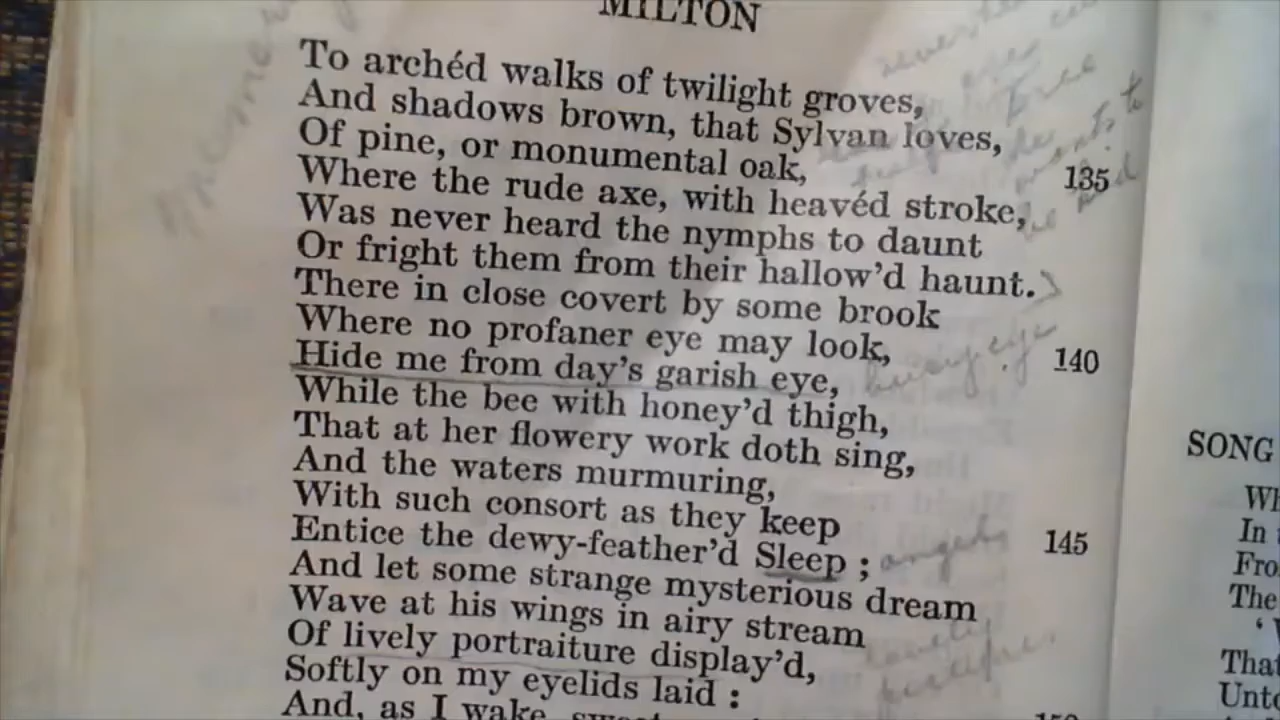 MILTON
To archéd walks of twilight groves,
And shadows brown, that Sylvan loves,
Of pine, or monumental oak,
135
Where the rude axe, with heavéd stroke,
Was never heard the nymphs to daunt
Or fright them from their hallow'd haunt.
There in close covert by some brook
Where no profaner eye may look,
140
Hide me from day's garish eye,
While the bee with honey'd thigh,
That at her flowery work doth sing,
And the waters murmuring,
With such consort as they keep
145
Entice the dewy-feather'd Sleep ;
And let some strange mysterious dream
Wave at his wings in airy stream
Of lively portraiture display'd,
Softly on my eyelids laid :
And, as I wake,
SONG
In
The